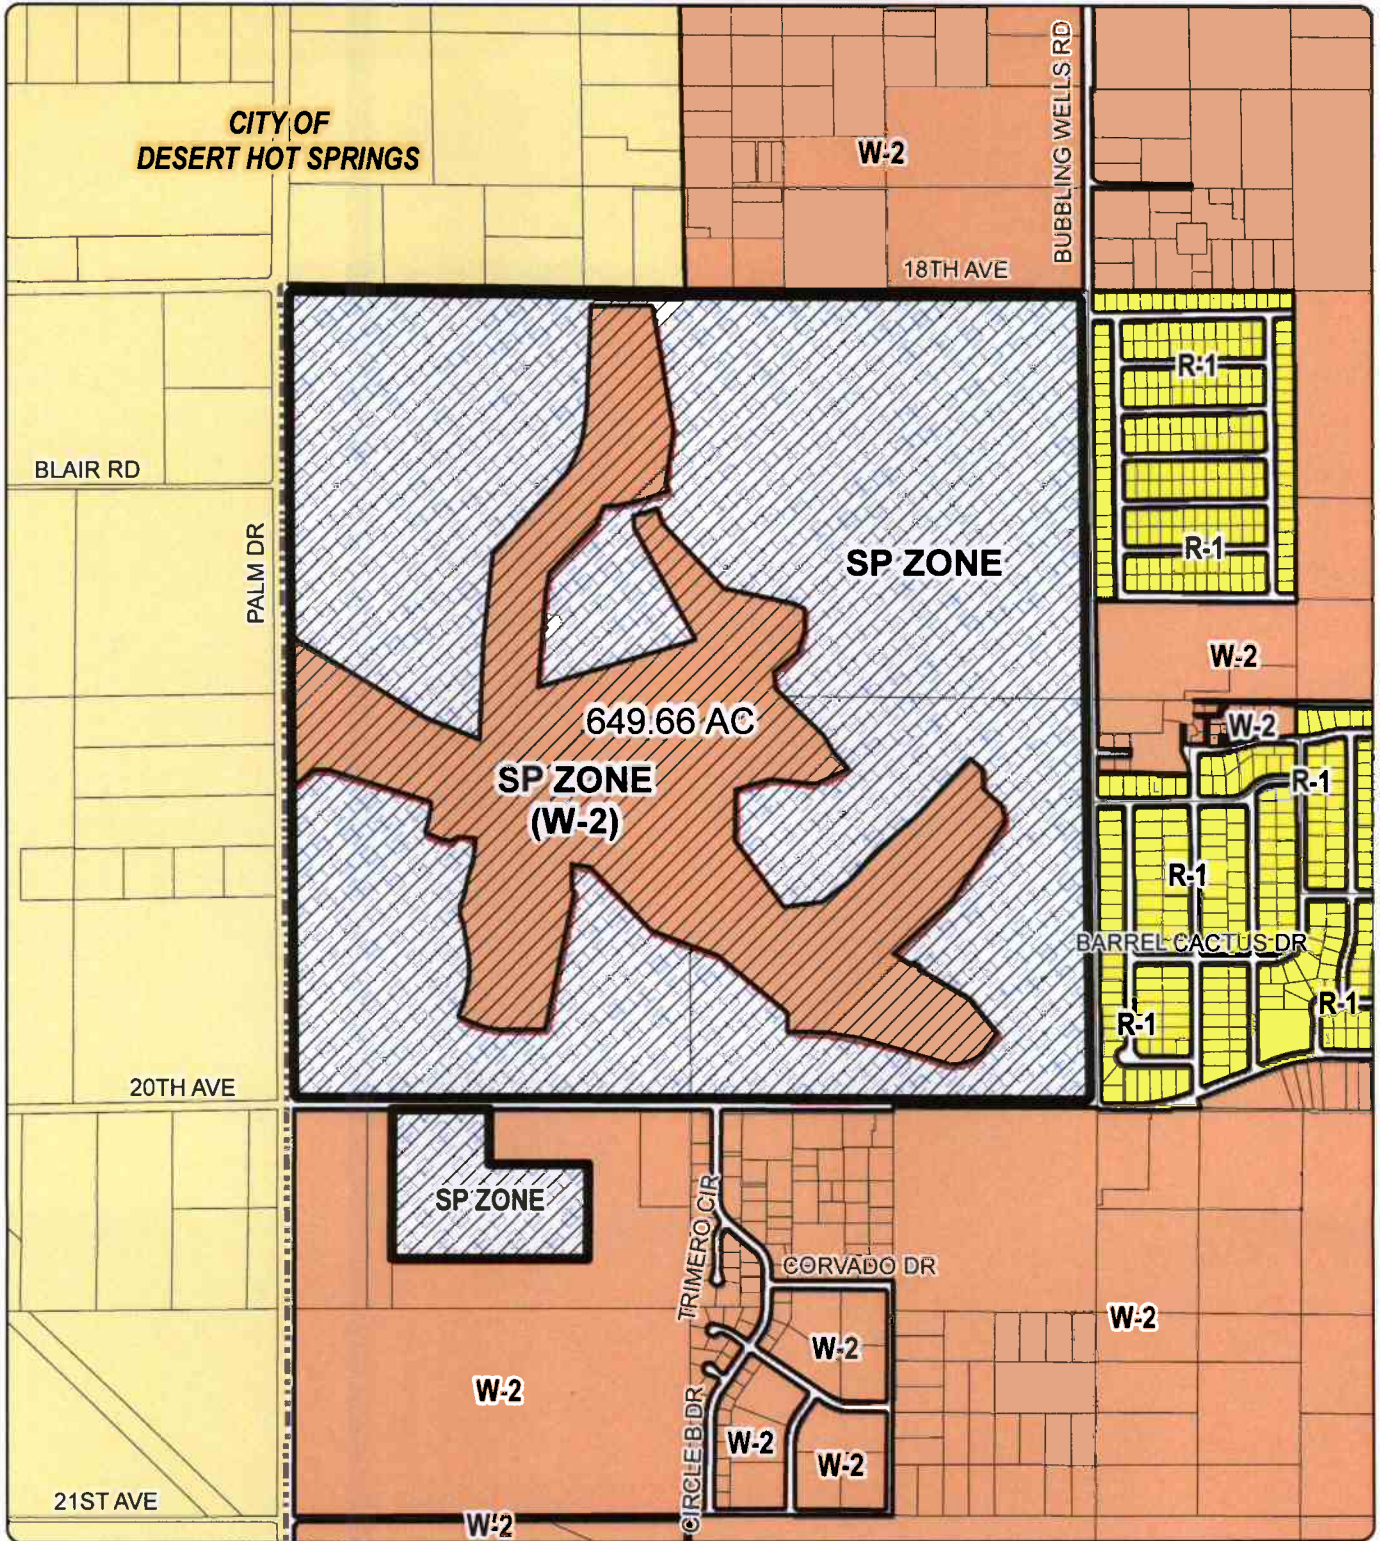 CITY OF
DESERT HOT SPRINGS
W-2
BUBBLING WELLS RD
18TH AVE
R-1
BLAIR RD
PALM DR
SP ZONE
R-1
W-2
649.66 AC
W-2
SP ZONE
(W-2)
R-1
R-1
BARREL CACTUS DR
R-1
R-1
20TH AVE
SP ZONE
TRIMERO CIR
CORVADO DR
W-2
W-2
W-2
CIRCLE B DR
W-2
W-2
21ST AVE
W-2